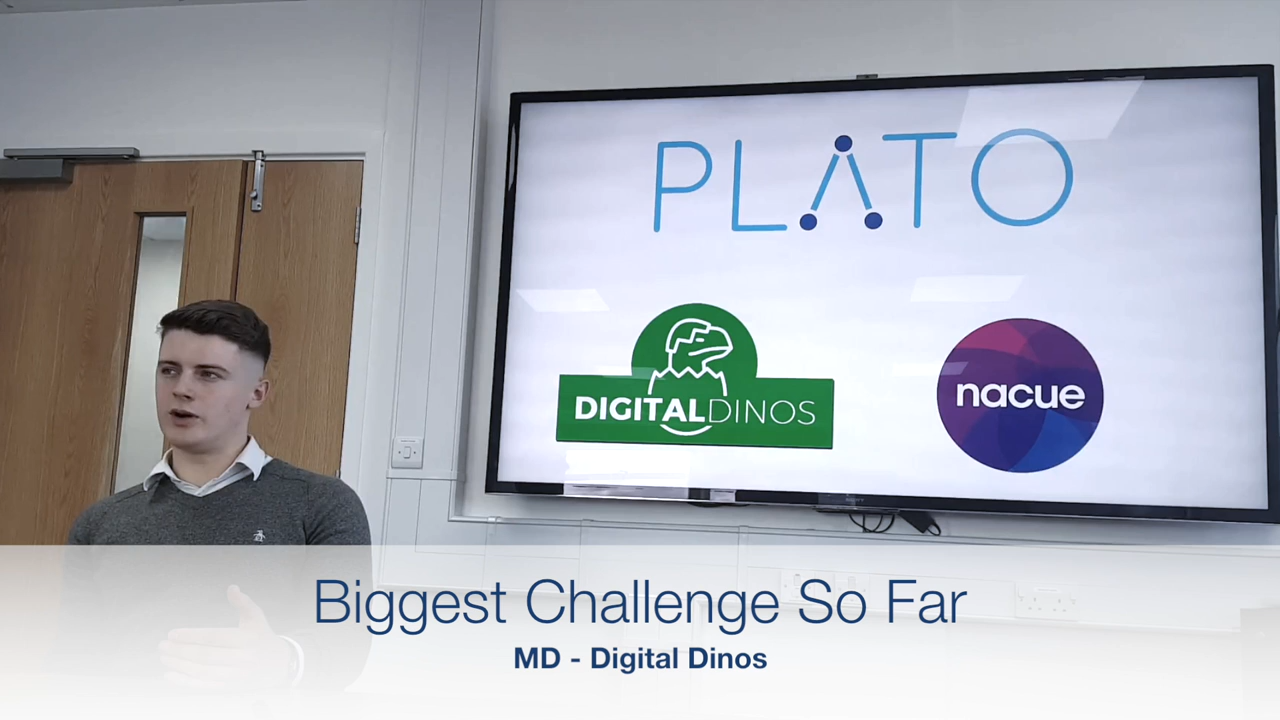 PLATO
DIGITALDINOS
nacue
Biggest Challenge So Far
MD - Digital Dinos